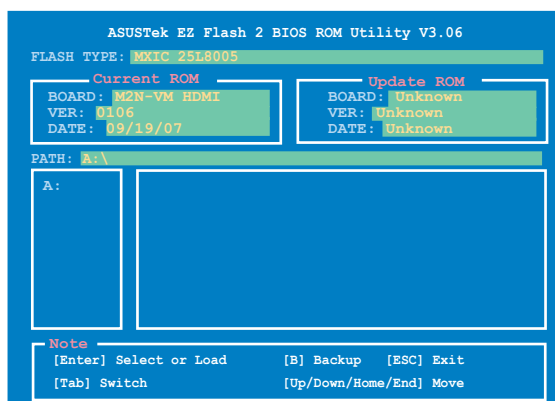 ASUSTek EZ Flash 2 BIOS ROM Utility V3.06
FLASH TYPE: MXIC 25L8005
Current ROM
BOARD: M2N-VM HDMI
VER: 0106
DATE: 09/19/07
Update ROM
BOARD: Unknown
VER: Unknown
DATE: Unknown
PATH: A:\
A:
Note
[Enter] Select or Load [B] Backup [ESC] Exit
[Tab] Switch [Up/Down/Home/End] Move